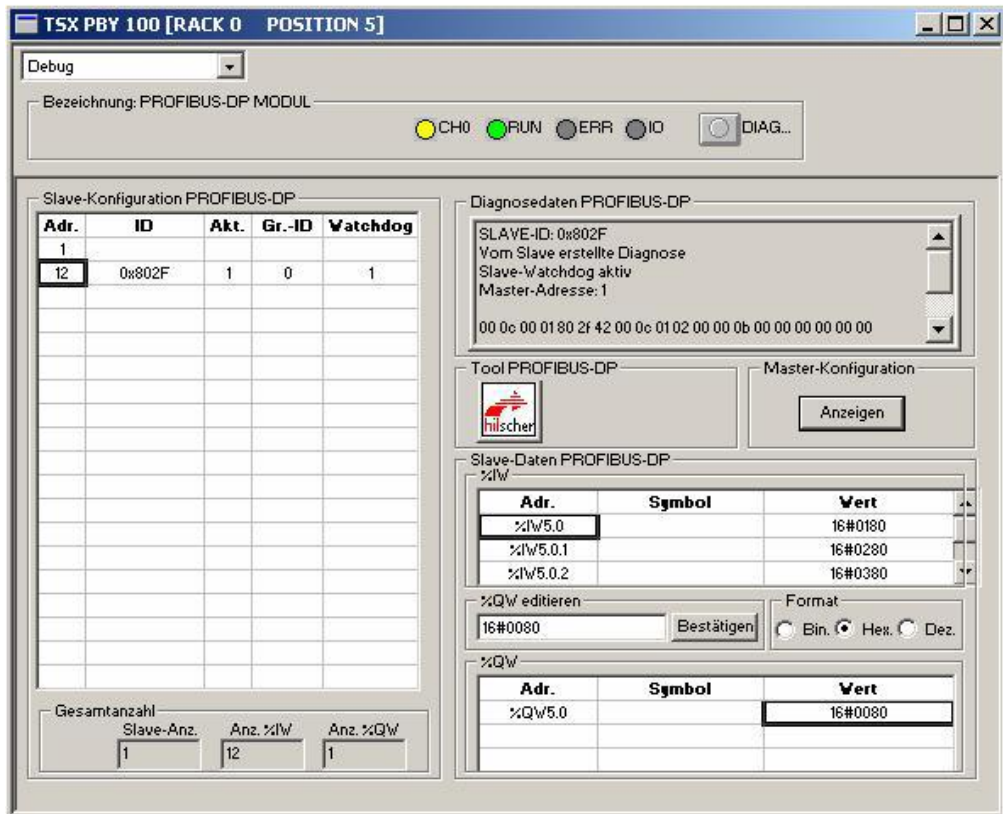 TSX PBY 100 [RACK 0 POSITION 5]
Debug
Bezeichnung: PROFIBUS-DP MODUL
CH0 RUN ERR IO DIAG...
Slave-Konfiguration PROFIBUS-DP
Adr. ID Akt. Gr.-ID Watchdog
1
12 0x802F 1 0 1
Gesamtanzahl
Slave-Anz. Anz. %IW Anz. %QW
1 12 1
Diagnosedaten PROFIBUS-DP
SLAVE-ID: 0x802F
Vom Slave erstellte Diagnose
Slave-Watchdog aktiv
Master-Adresse: 1
00 0c 00 01 80 2f 42 00 0c 01 02 00 00 0b 00 00 00 00 00 00
Tool PROFIBUS-DP
hilscher
Master-Konfiguration
Anzeigen
Slave-Daten PROFIBUS-DP
%IW
Adr. Symbol Wert
%IW5.0 16#0180
%IW5.0.1 16#0280
%IW5.0.2 16#0380
%QW editieren
16#0080 Bestätigen
Format
Bin. Hex. Dez.
%QW
Adr. Symbol Wert
%QW5.0 16#0080